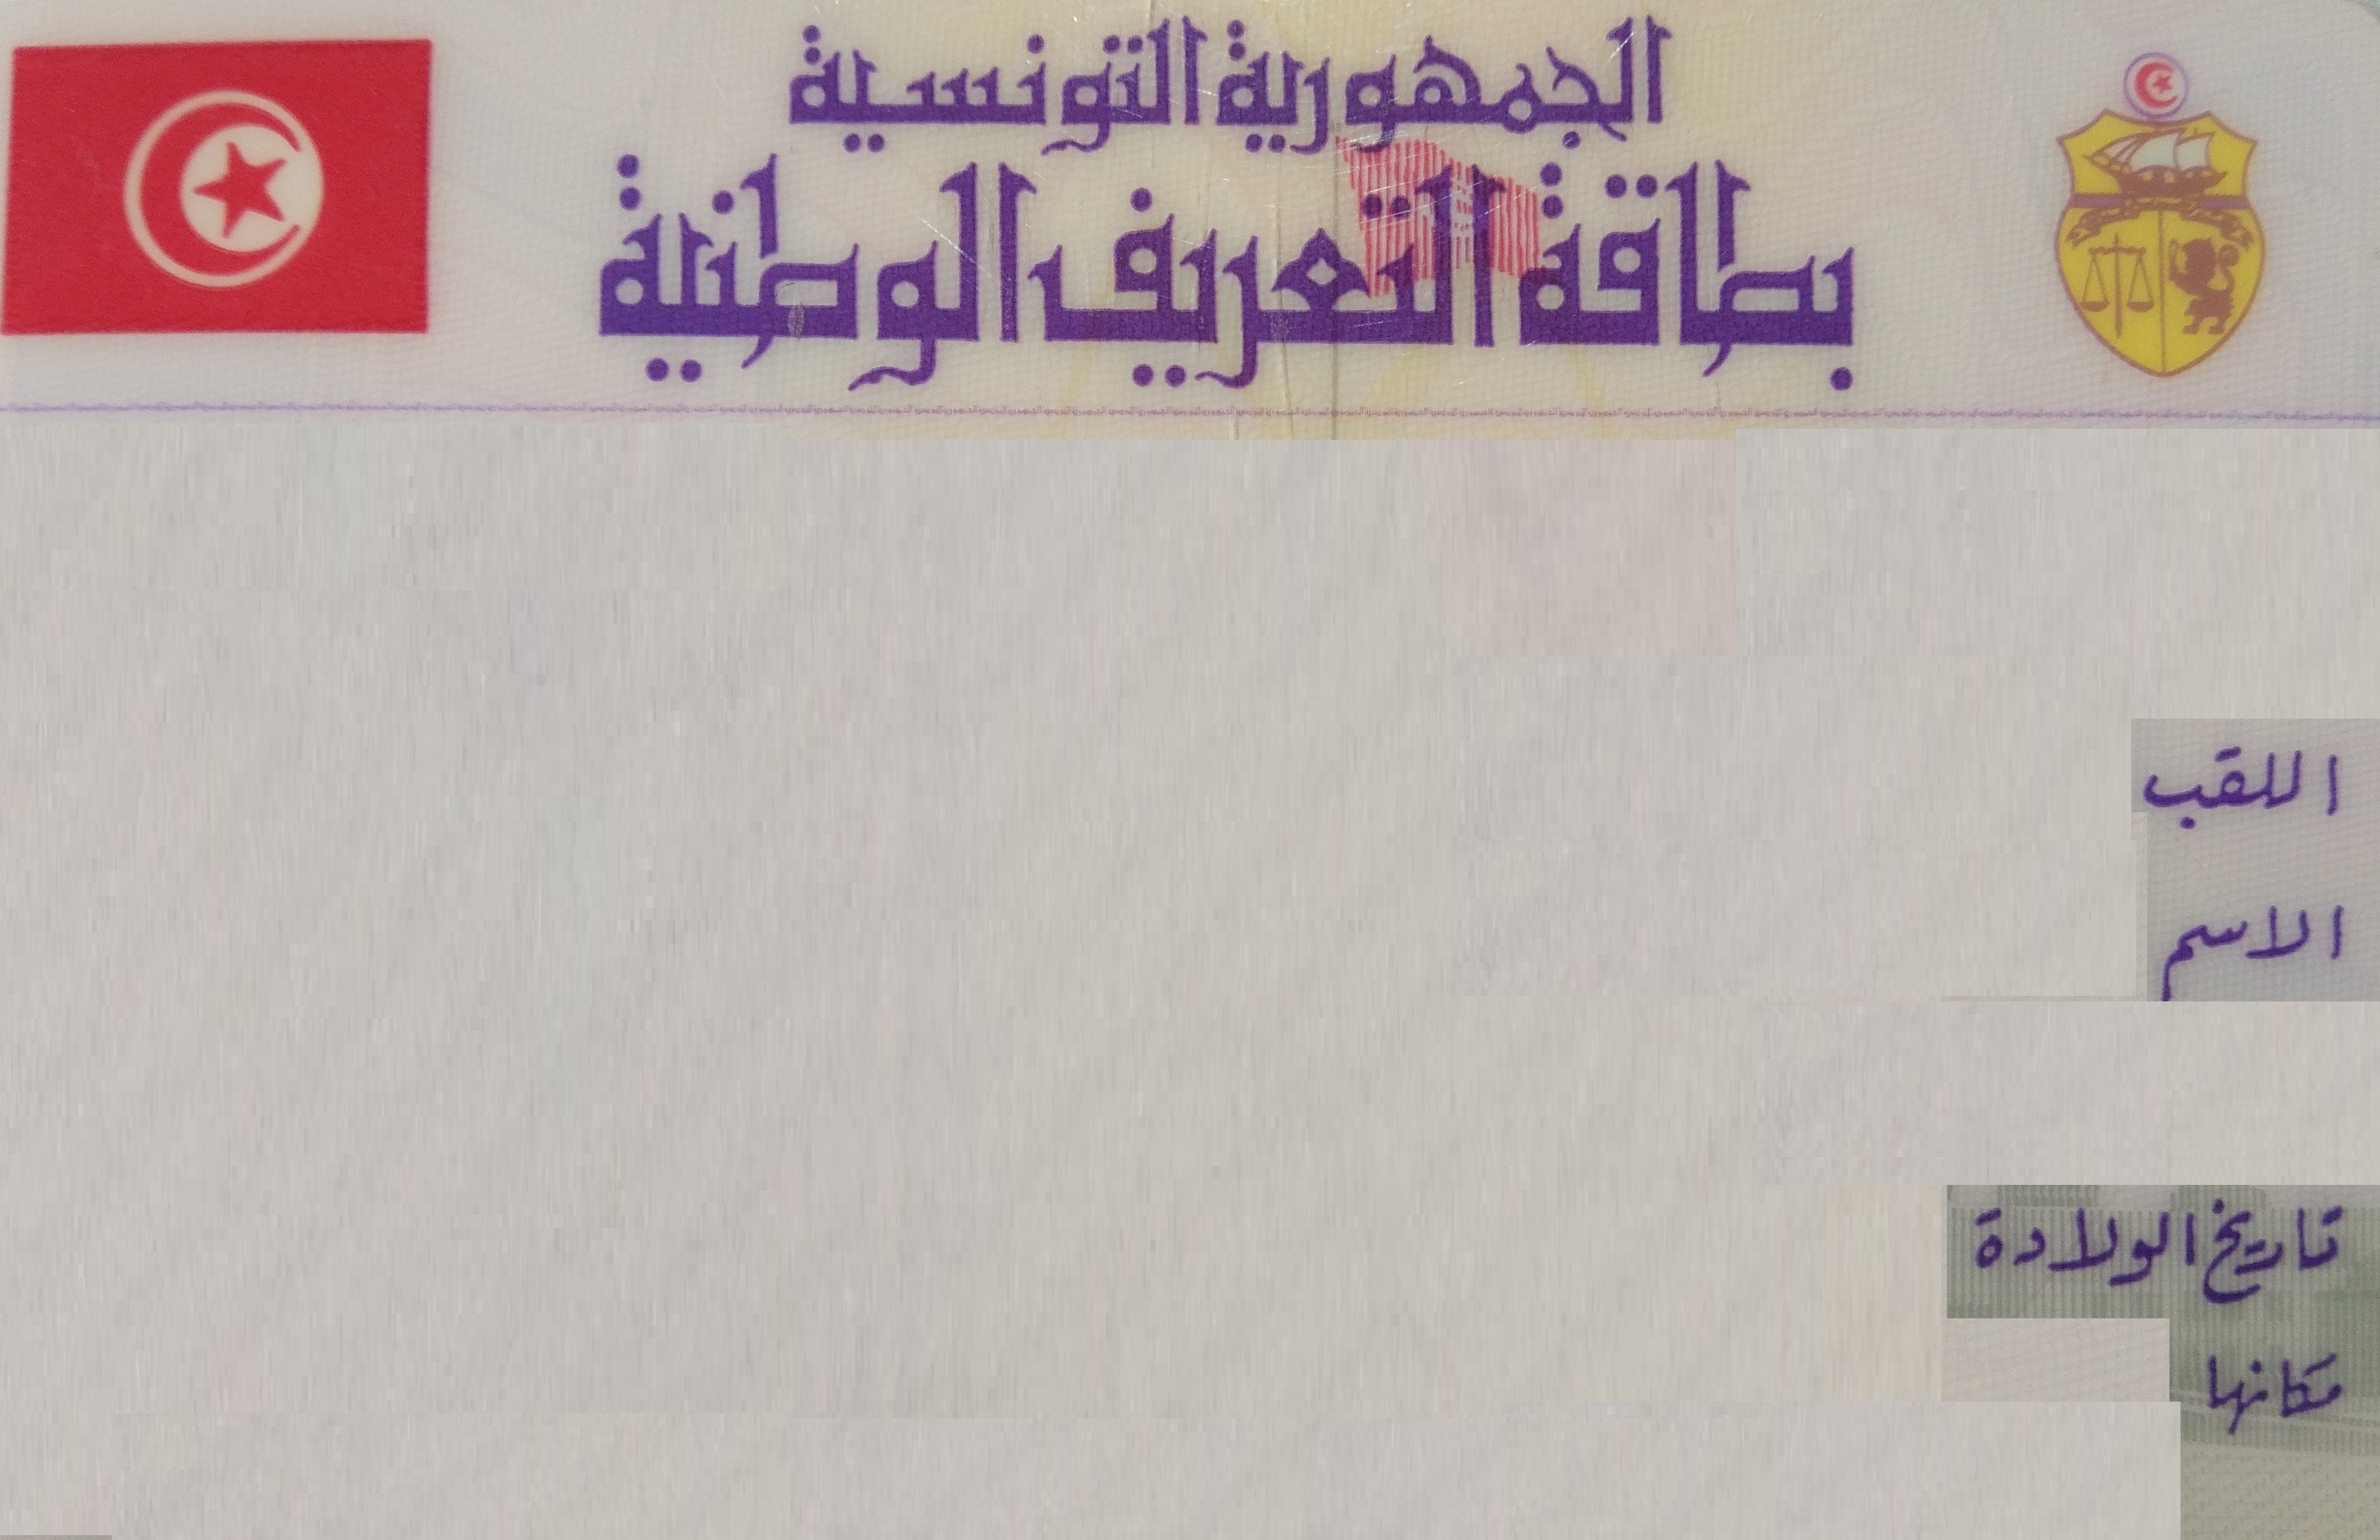 الجمهورية التونسية
بطاقة التعريف الوطنية
اللقب
الاسم
تاريخ الولادة
مكانها